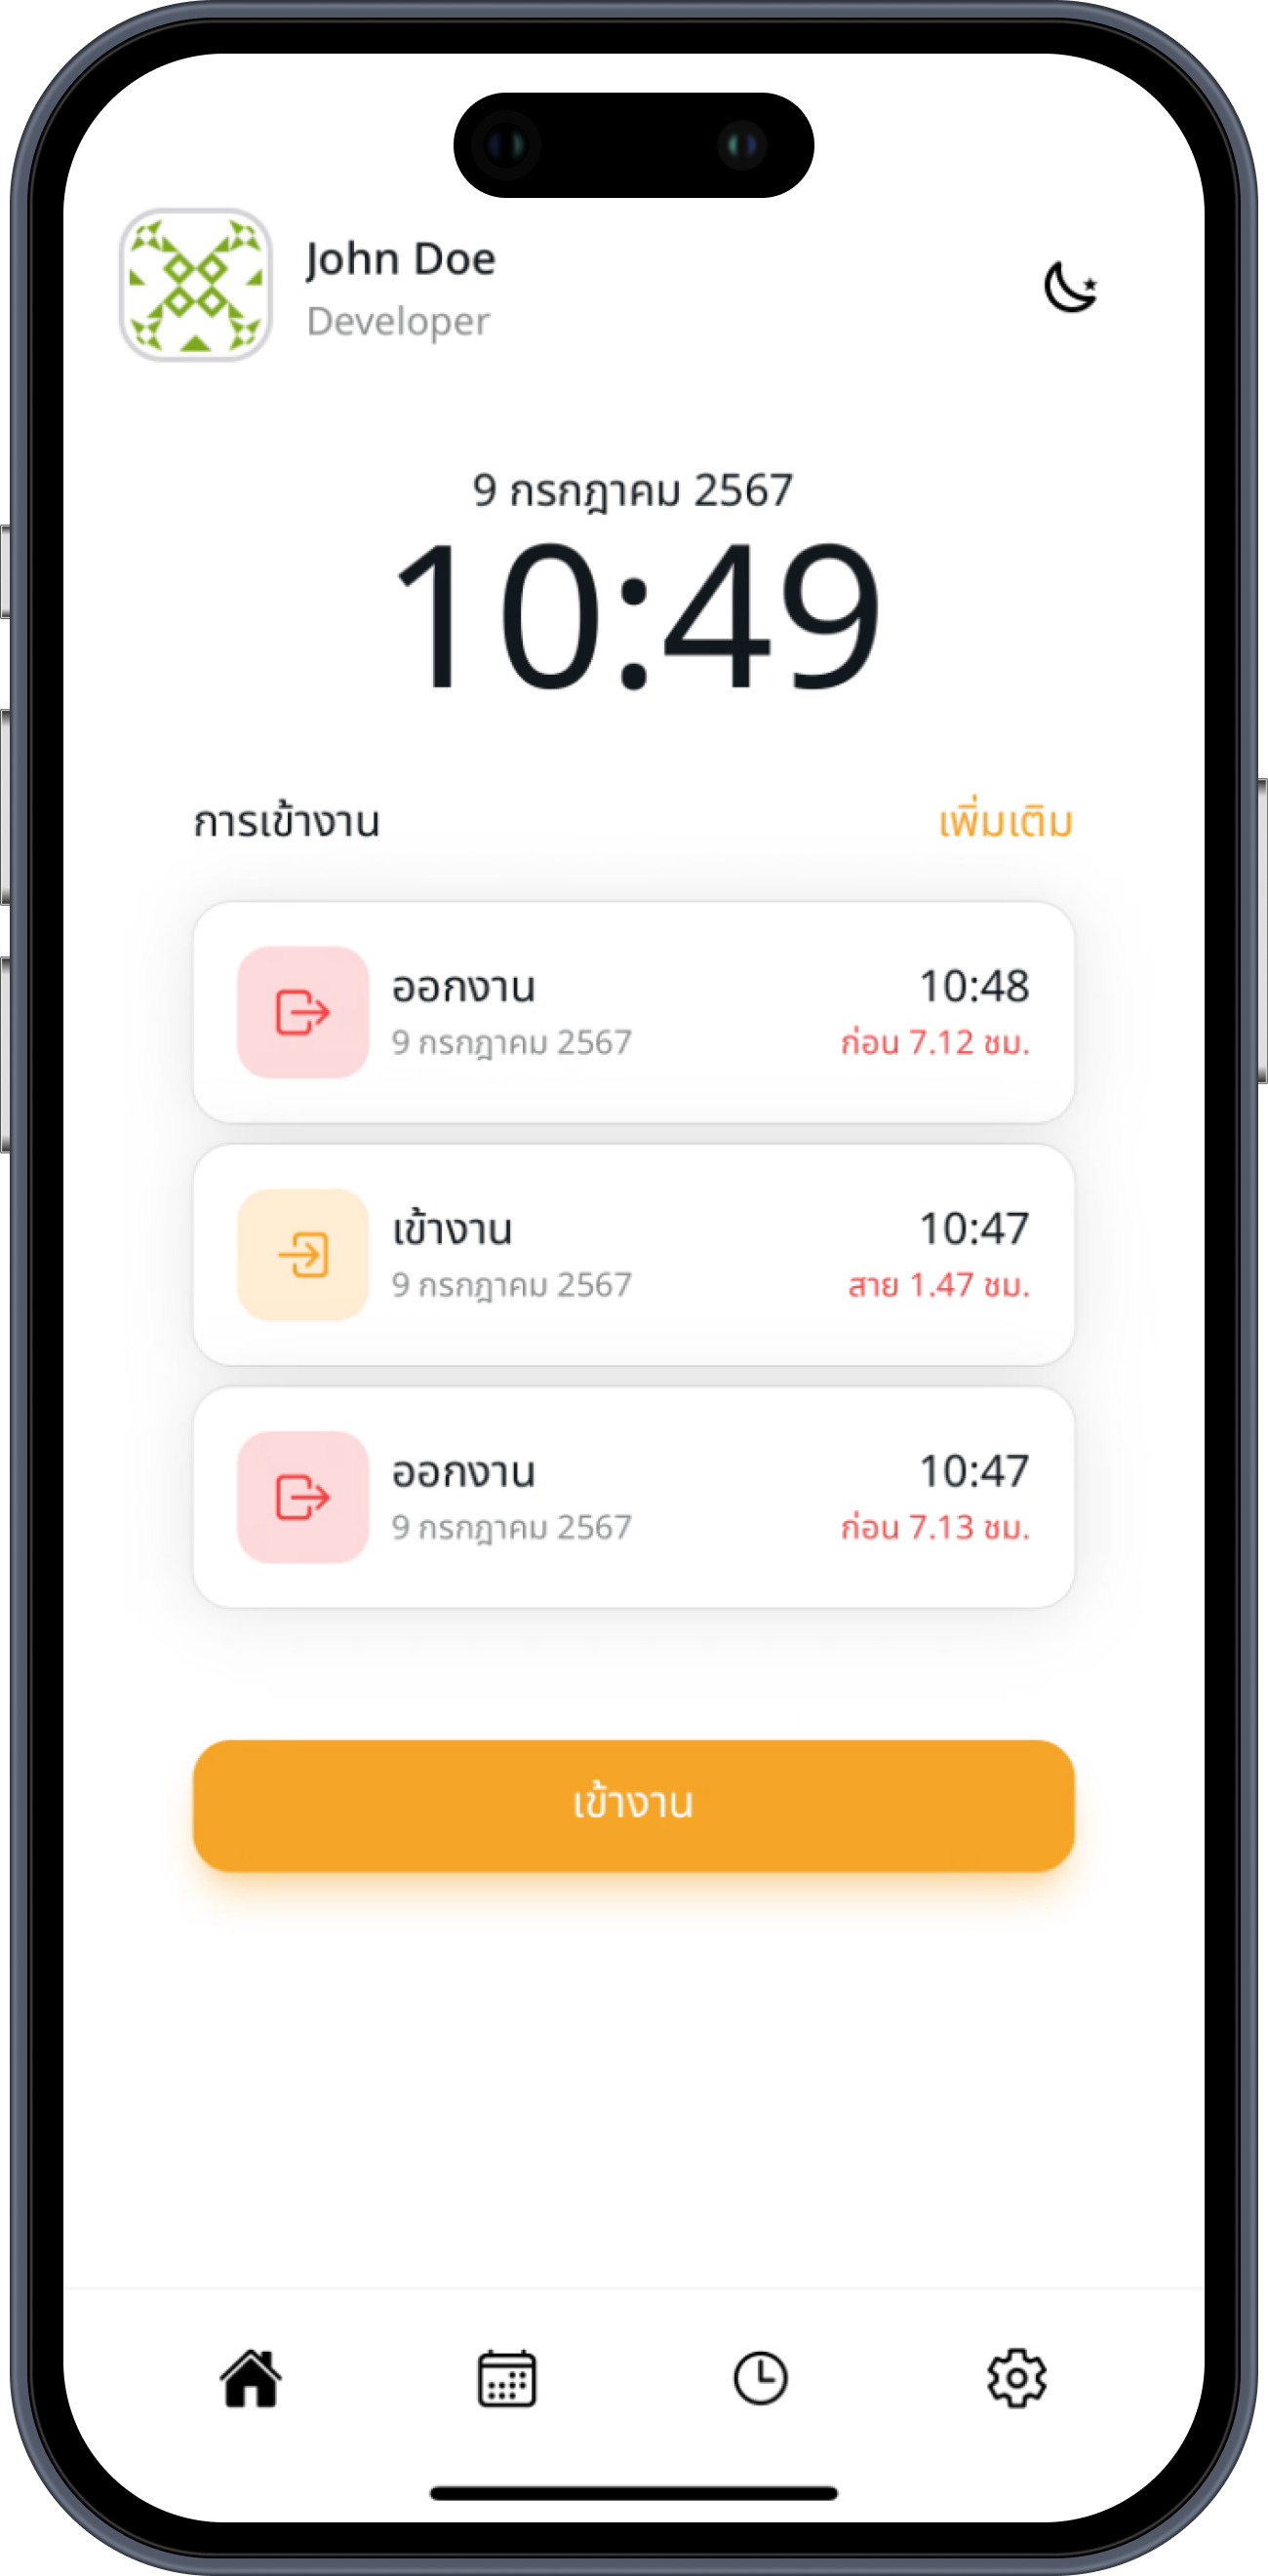 John Doe
Developer
9 กรกฎาคม 2567
10:49
การเข้างาน
เพิ่มเติม
ออกงาน
10:48
9 กรกฎาคม 2567
ก่อน 7.12 ชม.
เข้างาน
10:47
9 กรกฎาคม 2567
สาย 1.47 ชม.
ออกงาน
10:47
9 กรกฎาคม 2567
ก่อน 7.13 ชม.
เข้างาน